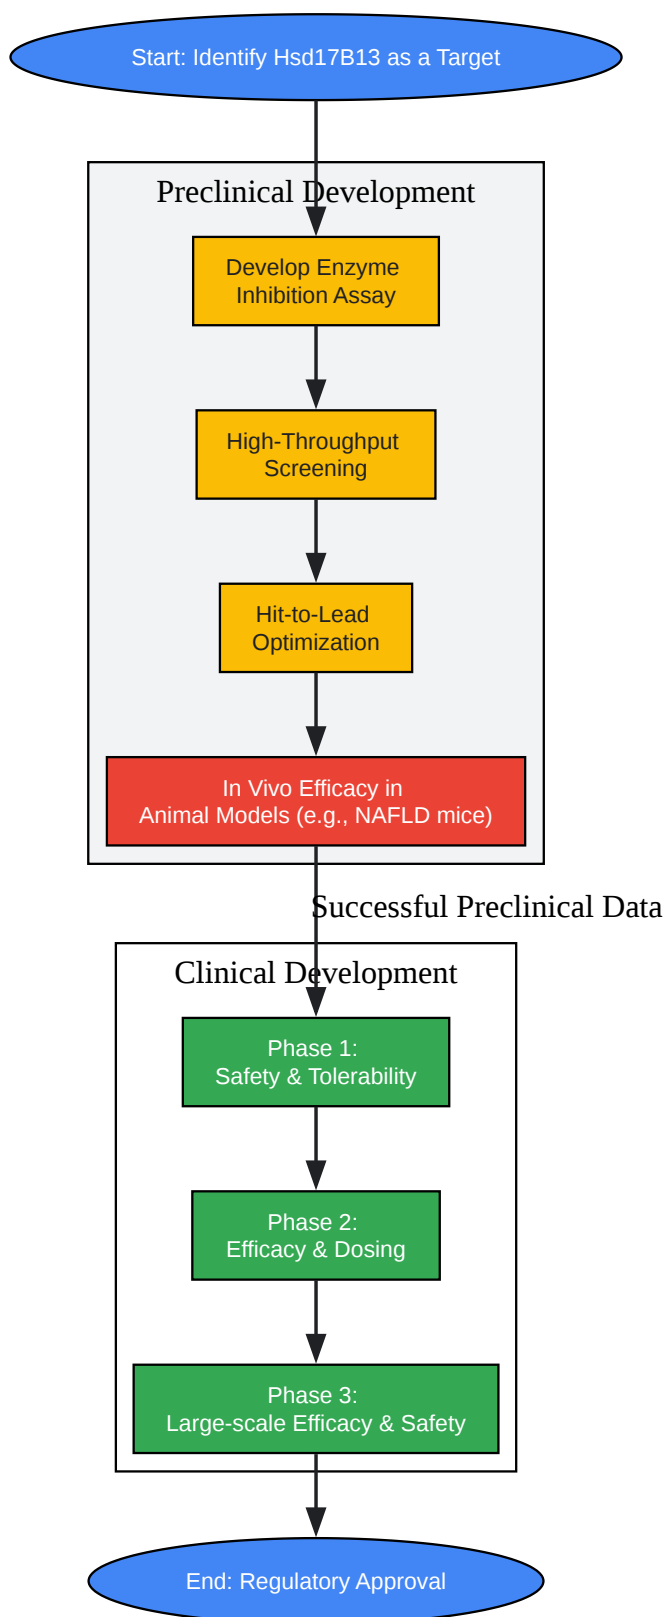 Start: Identify Hsd17B13 as a Target
Preclinical Development
Develop Enzyme
Inhibition Assay
High-Throughput
Screening
Hit-to-Lead
Optimization
In Vivo Efficacy in
Animal Models (e.g., NAFLD mice)
Successful Preclinical Data
Clinical Development
Phase 1:
Safety & Tolerability
Phase 2:
Efficacy & Dosing
Phase 3:
Large-scale Efficacy & Safety
End: Regulatory Approval